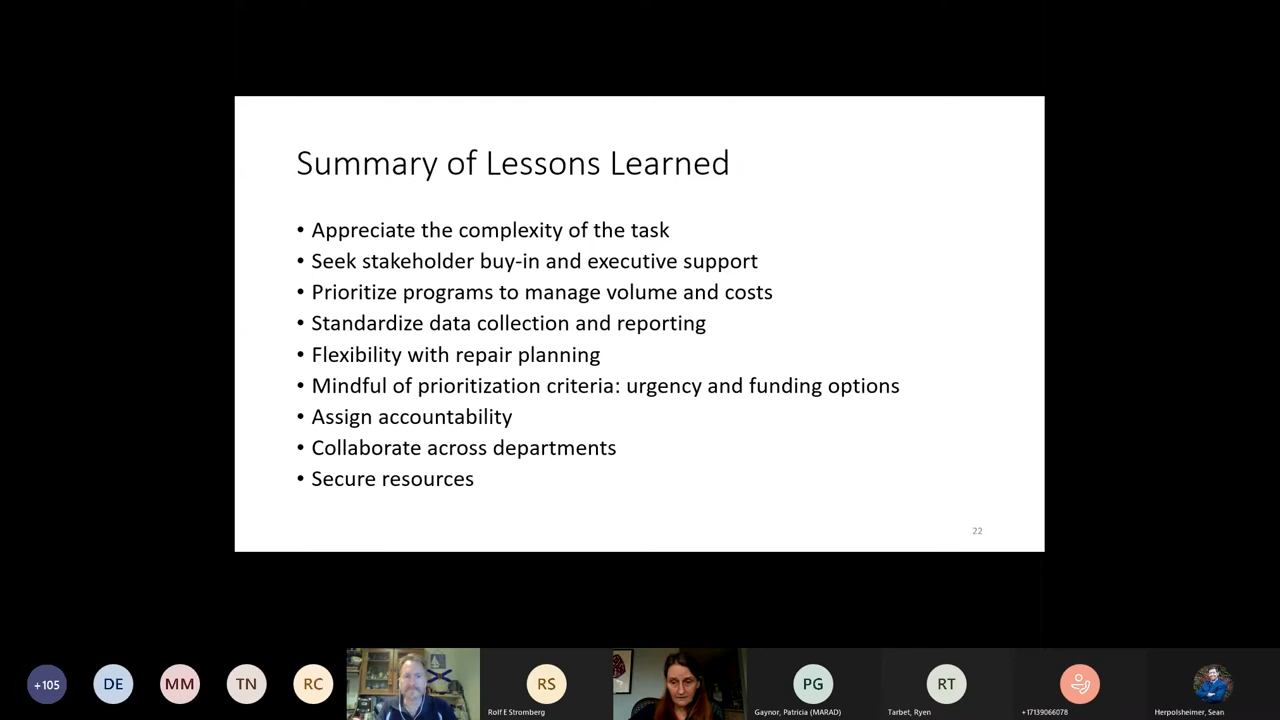 Summary of Lessons Learned
• Appreciate the complexity of the task
• Seek stakeholder buy-in and executive support
• Prioritize programs to manage volume and costs
• Standardize data collection and reporting
• Flexibility with repair planning
• Mindful of prioritization criteria: urgency and funding options
• Assign accountability
• Collaborate across departments
• Secure resources
22
+105
DE
MM
TN
RC
RS
Rolf E Stromberg
PG
Gaynor, Patricia (MARAD)
RT
Tarbet, Ryen
+17139066078
Herpolsheimer, Sean